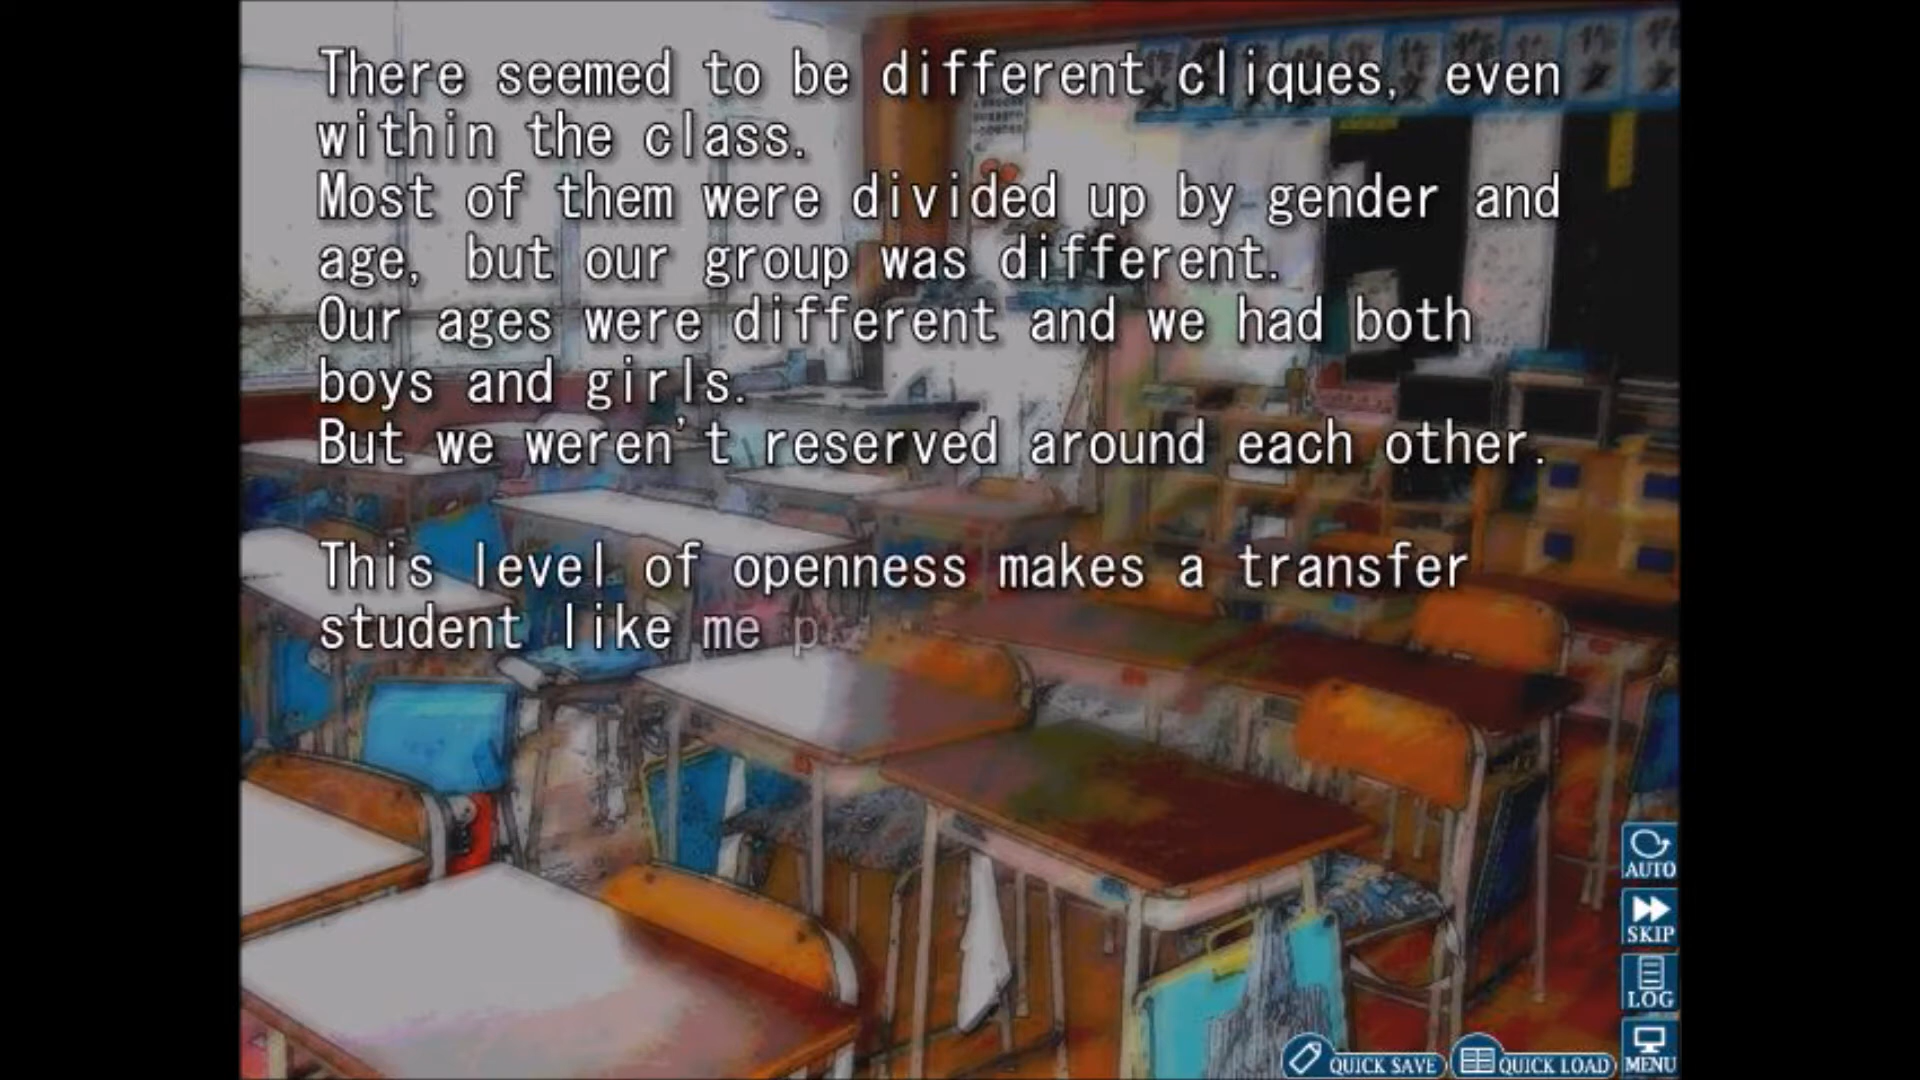 There seemed to be different cliques, even
within the class.
Most of them were divided up by gender and
age, but our group was different.
Our ages were different and we had both
boys and girls.
But we weren't reserved around each other.
This level of openness makes a transfer
student like me
AUTO
SKIP
LOG
MENU
QUICK SAVE
QUICK LOAD